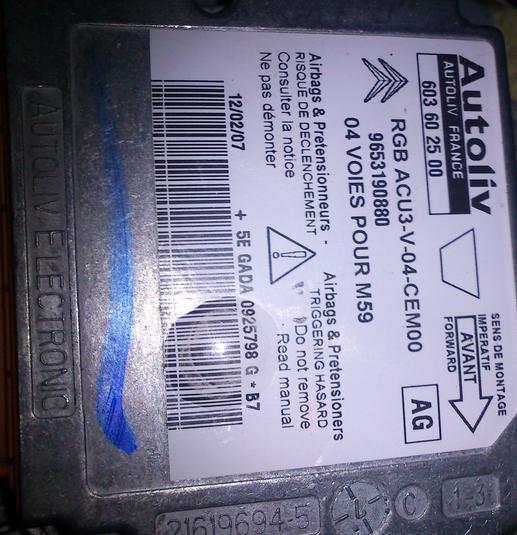 Autoliv
AUTOLIV FRANCE
603 60 25 00
SENS DE MONTAGE
IMPERATIF
AVANT
FORWARD
RGB ACU3-V-04-CEM00
9653190880
04 VOIES POUR M59
AG
Airbags & Pretensionneurs -
RISQUE DE DECLENCHEMENT
Consulter la notice
Ne pas démonter
Airbags & Pretensioners
TRIGGERING HASARD
Do not remove
Read manual
12/02/07
+ 5E GADA 0925798 G * B7
AUTOLIV ELECTRONIC
21619694-5
C
1-3